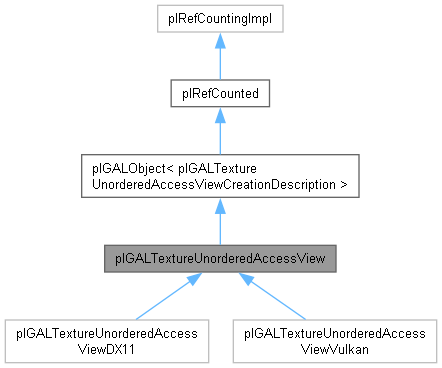 plRefCountingImpl
plRefCounted
plGALObject< plGALTexture
UnorderedAccessViewCreationDescription >
plGALTextureUnorderedAccessView
plGALTextureUnorderedAccess
ViewDX11
plGALTextureUnorderedAccess
ViewVulkan